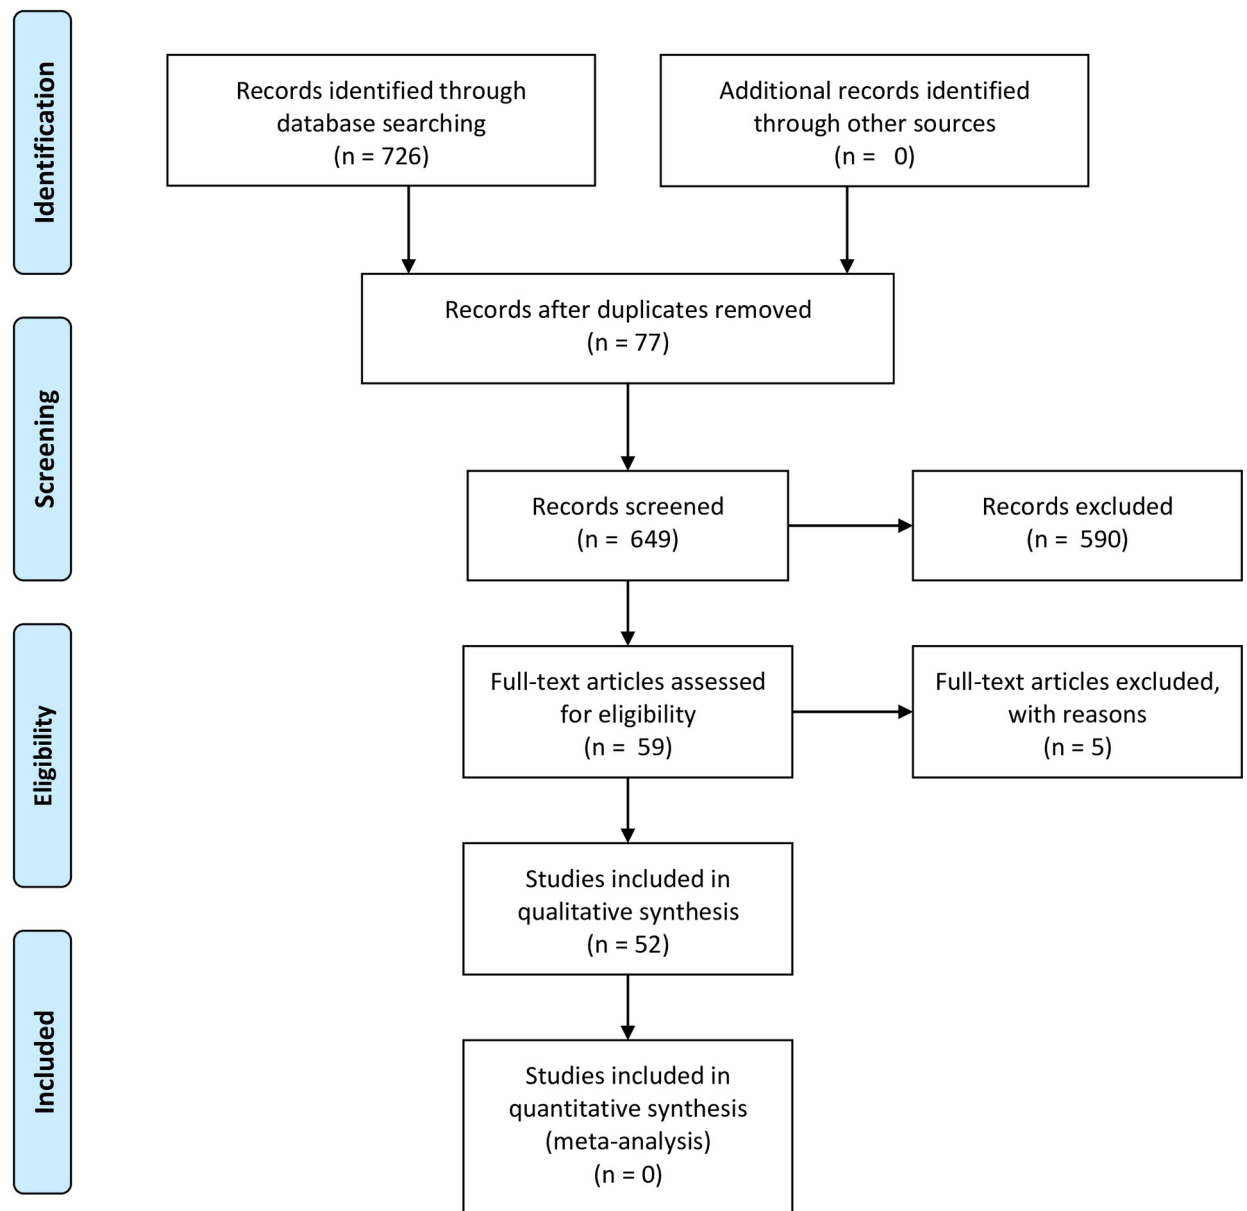 Identification
Records identified through
database searching
(n = 726)
Additional records identified
through other sources
(n =   0)
Records after duplicates removed
(n = 77)
Screening
Records screened
(n =  649)
Records excluded
(n =  590)
Eligibility
Full-text articles assessed
for eligibility
(n =  59)
Full-text articles excluded,
with reasons
(n = 5)
Studies included in
qualitative synthesis
(n = 52)
Included
Studies included in
quantitative synthesis
(meta-analysis)
(n = 0)